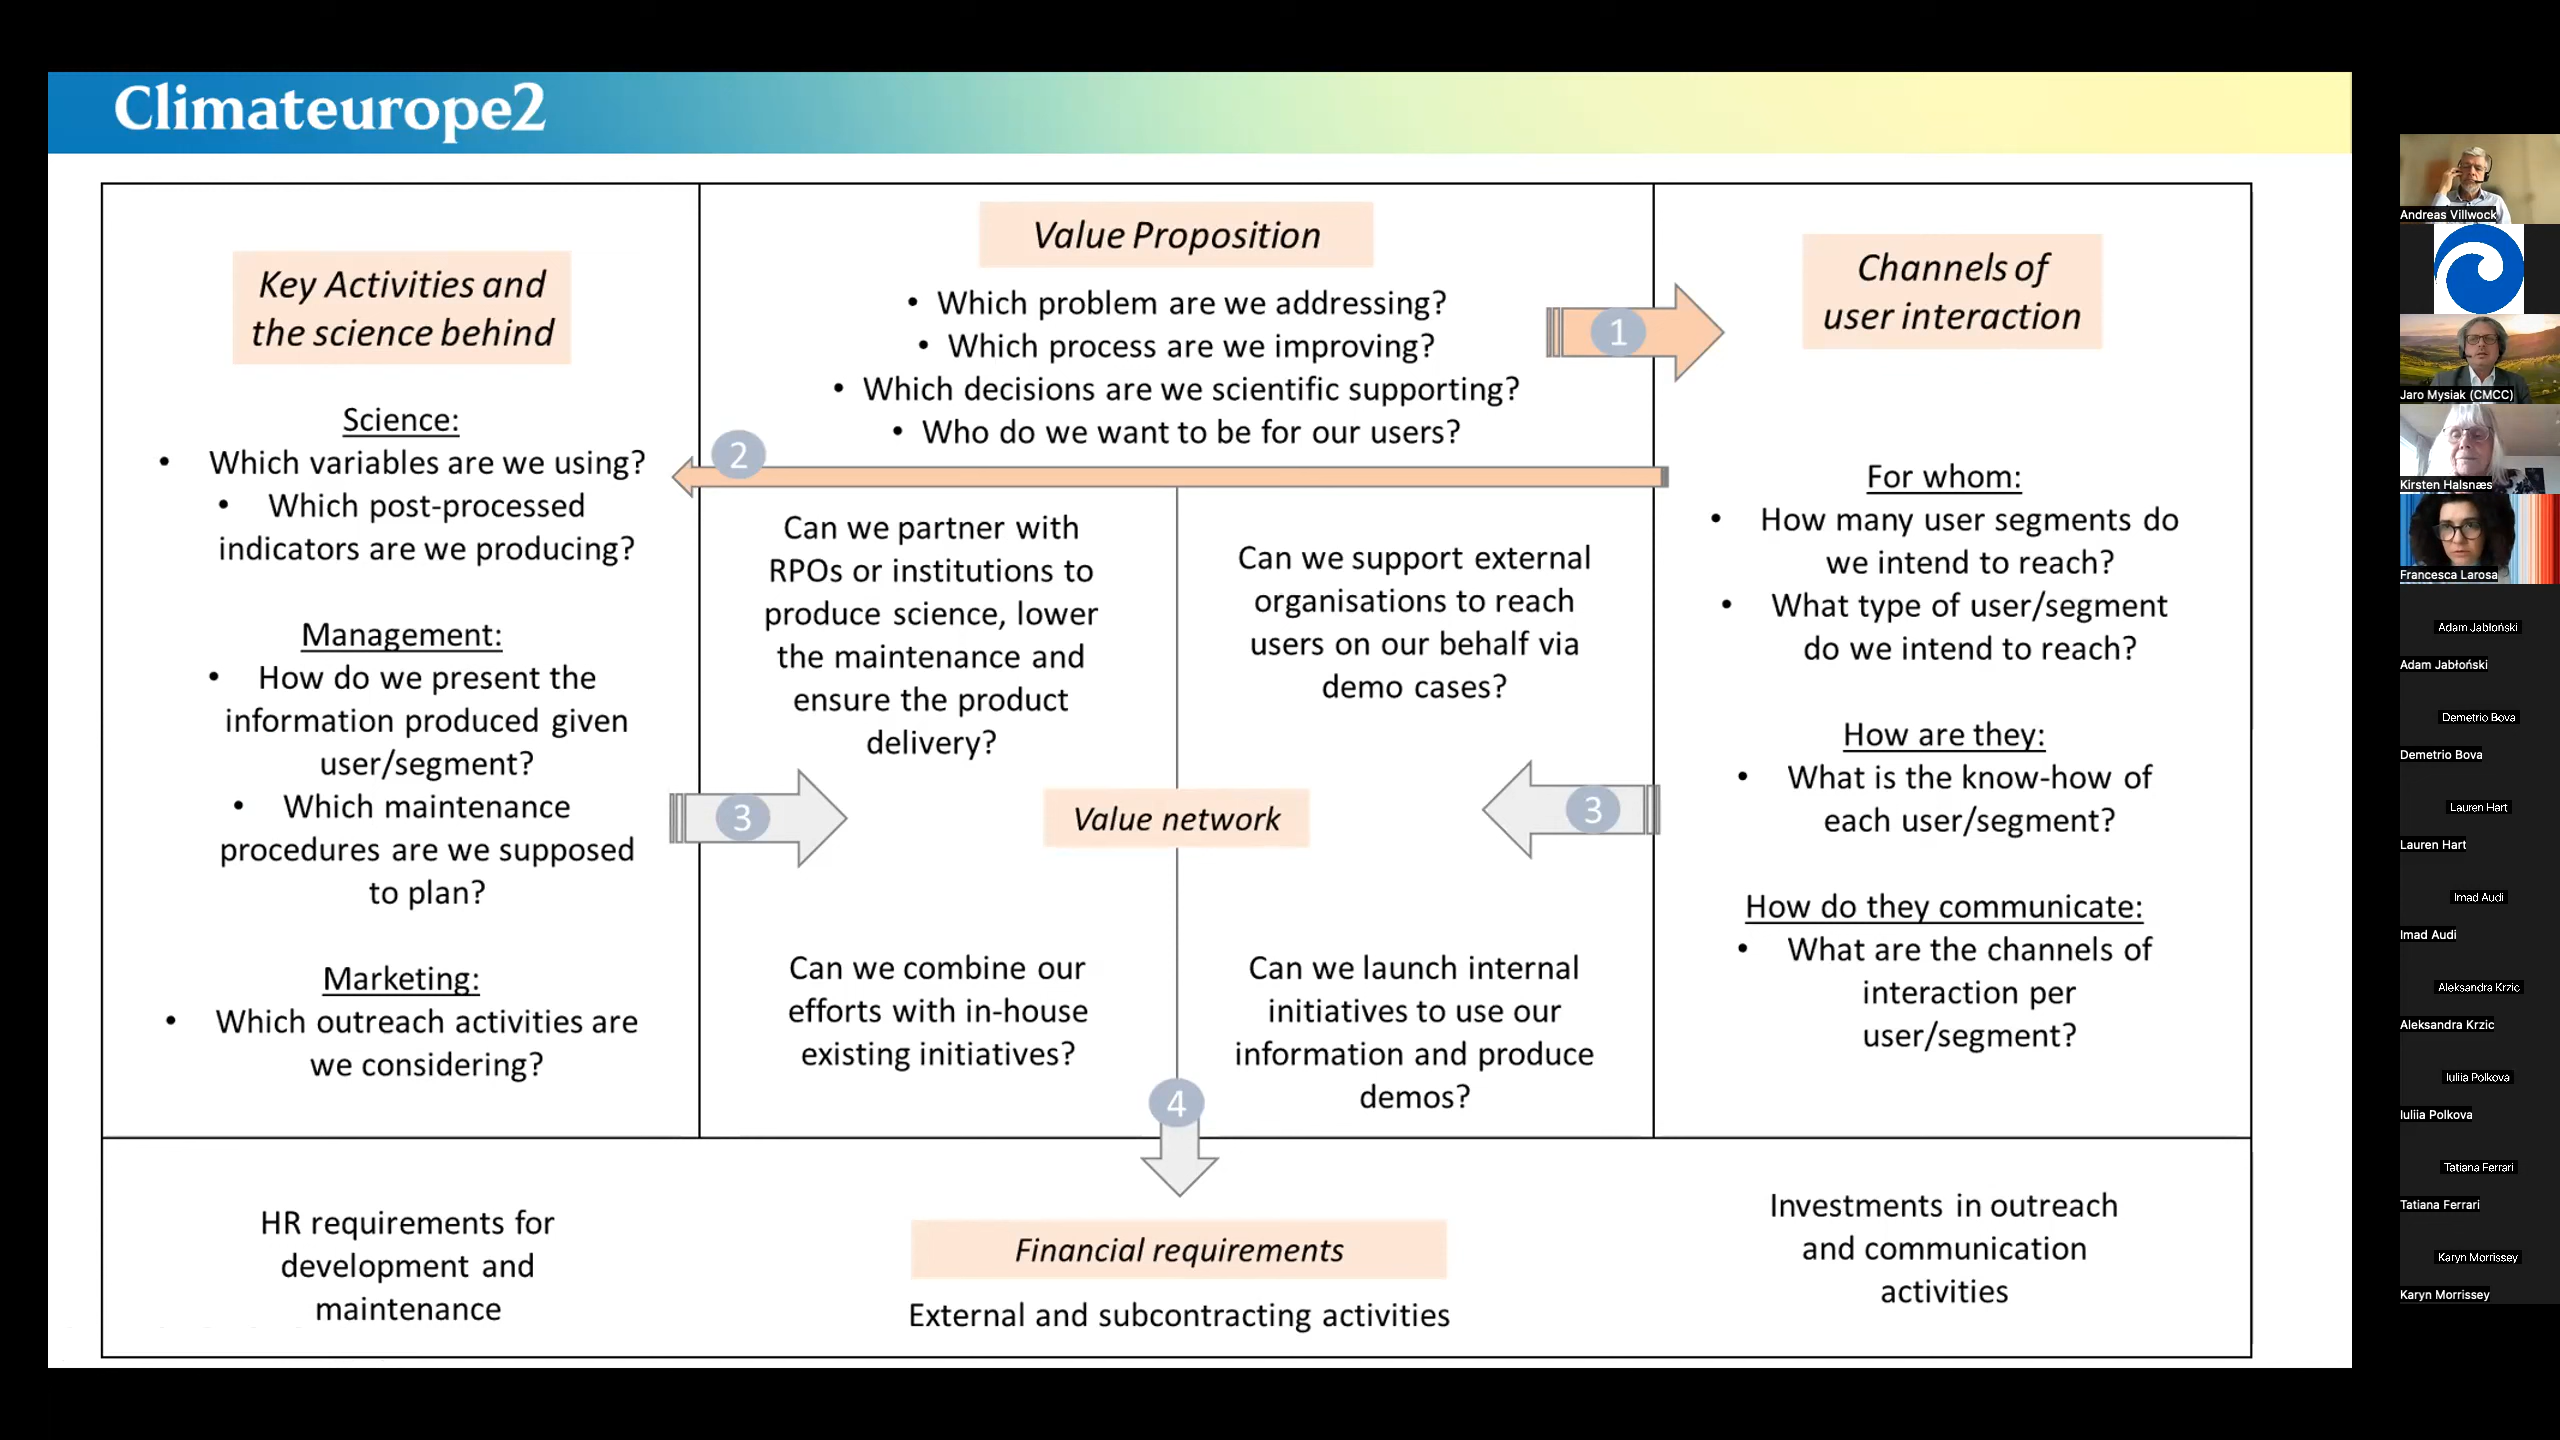 Climateurope2
Key Activities and
the science behind
Science:
• Which variables are we using?
• Which post-processed
indicators are we producing?
Management:
• How do we present the
information produced given
user/segment?
• Which maintenance
procedures are we supposed
to plan?
Marketing:
• Which outreach activities are
we considering?
Value Proposition
• Which problem are we addressing?
• Which process are we improving?
• Which decisions are we scientific supporting?
• Who do we want to be for our users?
1
2
Can we partner with
RPOs or institutions to
produce science, lower
the maintenance and
ensure the product
delivery?
Can we support external
organisations to reach
users on our behalf via
demo cases?
3
Value network
3
Can we combine our
efforts with in-house
existing initiatives?
Can we launch internal
initiatives to use our
information and produce
demos?
4
Channels of
user interaction
For whom:
• How many user segments do
we intend to reach?
• What type of user/segment
do we intend to reach?
How are they:
• What is the know-how of
each user/segment?
How do they communicate:
• What are the channels of
interaction per
user/segment?
HR requirements for
development and
maintenance
Financial requirements
External and subcontracting activities
Investments in outreach
and communication
activities
Andreas Villwock
Jaro Mysiak (CMCC)
Kirsten Halsnæs
Francesca Larosa
Adam Jabłoński
Adam Jabłoński
Demetrio Bova
Demetrio Bova
Lauren Hart
Lauren Hart
Imad Audi
Imad Audi
Aleksandra Krzic
Aleksandra Krzic
Iuliia Polkova
Iuliia Polkova
Tatiana Ferrari
Tatiana Ferrari
Karyn Morrissey
Karyn Morrissey